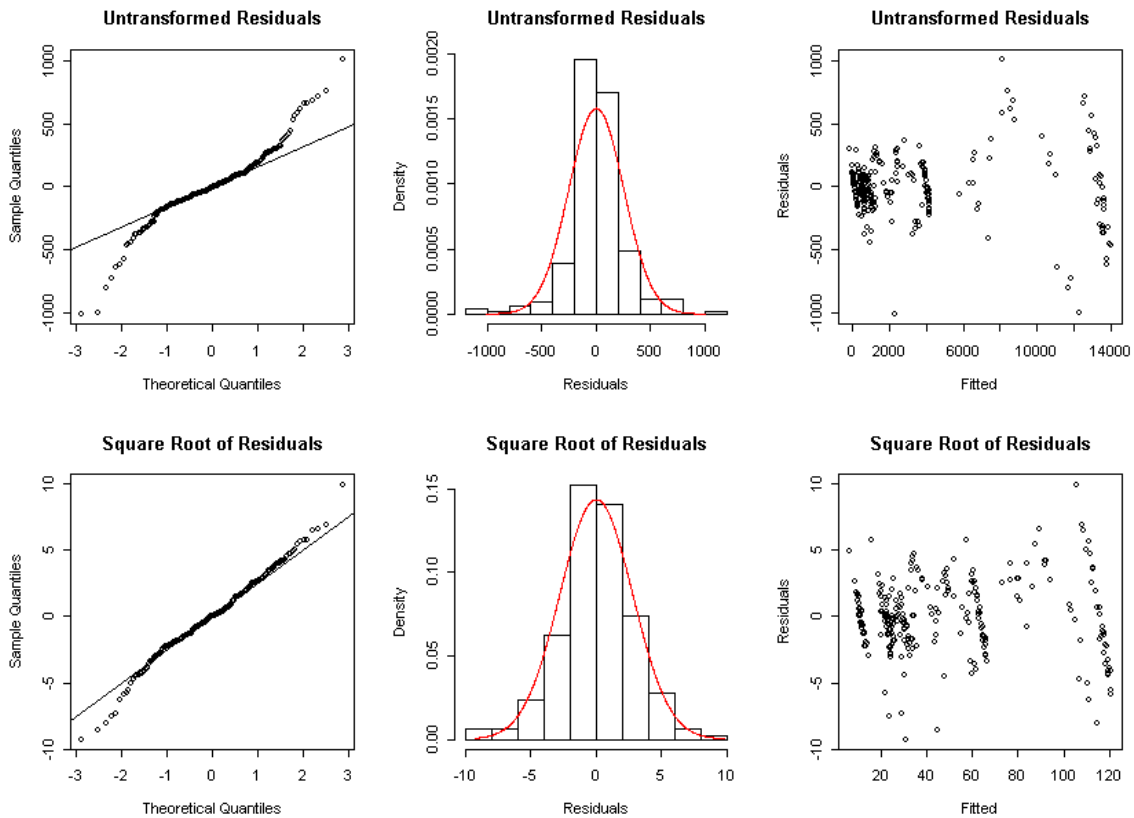 Untransformed Residuals
Sample Quantiles
-1000 -500 0 500 1000
-3 -2 -1 0 1 2 3
Theoretical Quantiles
Untransformed Residuals
Density
0.0000 0.0005 0.0010 0.0015 0.0020
-1000 -500 0 500 1000
Residuals
Untransformed Residuals
Residuals
-1000 -500 0 500 1000
0 2000 6000 10000 14000
Fitted
Square Root of Residuals
Sample Quantiles
-10 -5 0 5 10
-3 -2 -1 0 1 2 3
Theoretical Quantiles
Square Root of Residuals
Density
0.00 0.05 0.10 0.15
-10 -5 0 5 10
Residuals
Square Root of Residuals
Residuals
-10 -5 0 5 10
20 40 60 80 100 120
Fitted